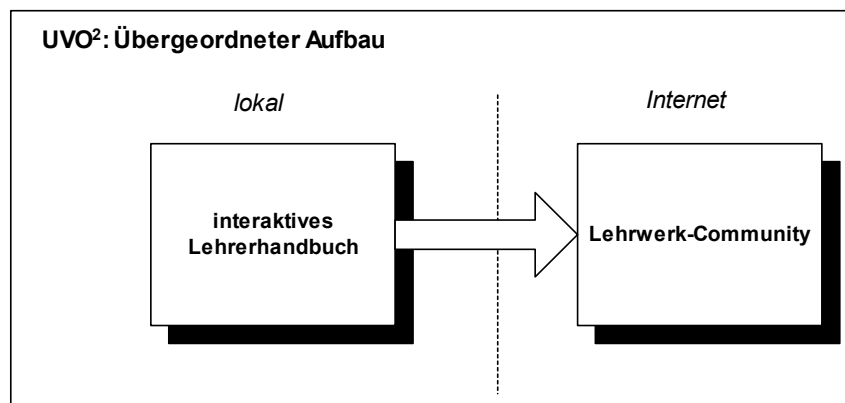 UVO²: Übergeordneter Aufbau
lokal
Internet
interaktives
Lehrerhandbuch
Lehrwerk-Community